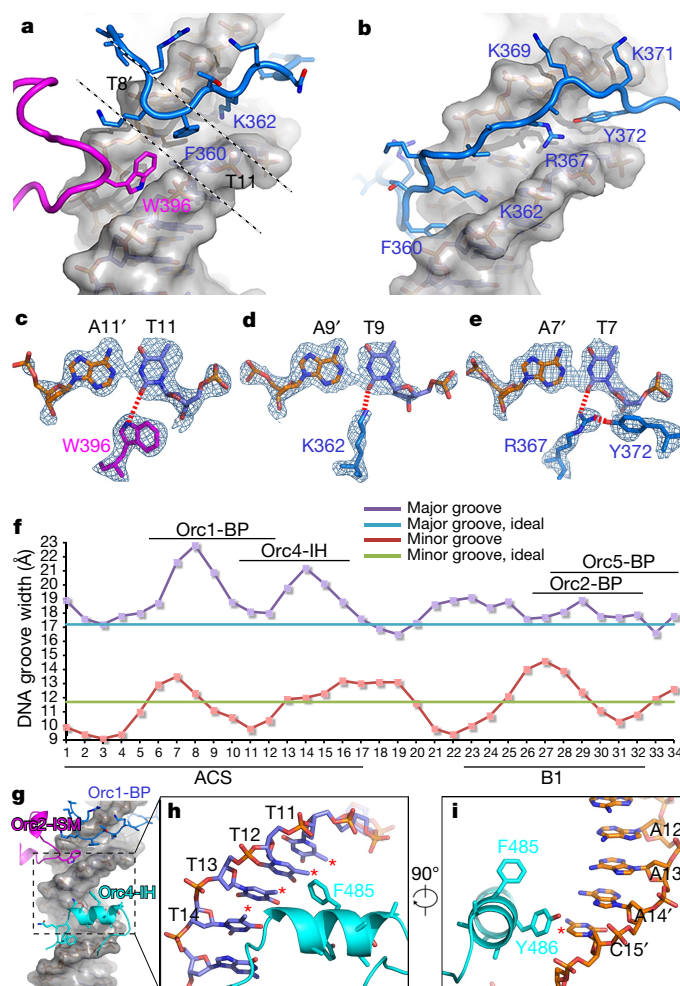 a
T8′
K362
F360
T11
W396
b
K369
K371
Y372
R367
K362
F360
c
A11′ T11
W396
d
A9′ T9
K362
e
A7′ T7
R367
Y372
f
Major groove
Major groove, ideal
Minor groove
Minor groove, ideal
Orc1-BP
Orc4-IH
Orc5-BP
Orc2-BP
DNA groove width (Å)
23
22
21
20
19
18
17
16
15
14
13
12
11
10
9
1 2 3 4 5 6 7 8 9 10 11 12 13 14 15 16 17 18 19 20 21 22 23 24 25 26 27 28 29 30 31 32 33 34
ACS
B1
g
Orc1-BP
Orc2-ISM
Orc4-IH
h
T11
T12
T13
T14
F485
*
*
*
*
90°
i
A12′
A13′
A14′
C15′
F485
Y486
*